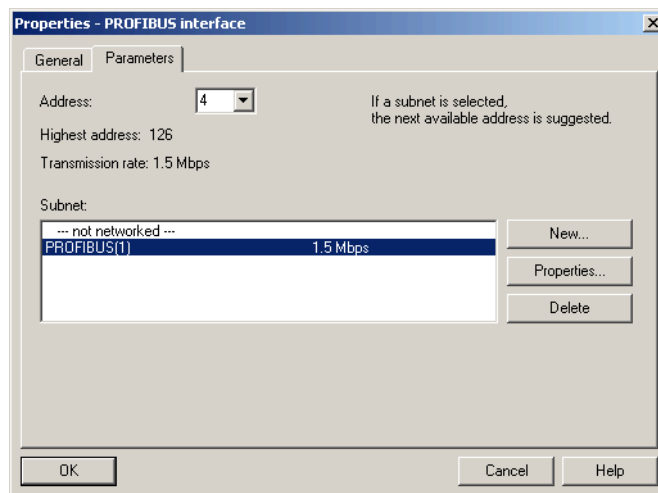 Properties - PROFIBUS interface
General
Parameters
Address:
4
If a subnet is selected,
the next available address is suggested.
Highest address: 126
Transmission rate: 1.5 Mbps
Subnet:
--- not networked ---
PROFIBUS(1) 1.5 Mbps
New...
Properties...
Delete
OK
Cancel
Help